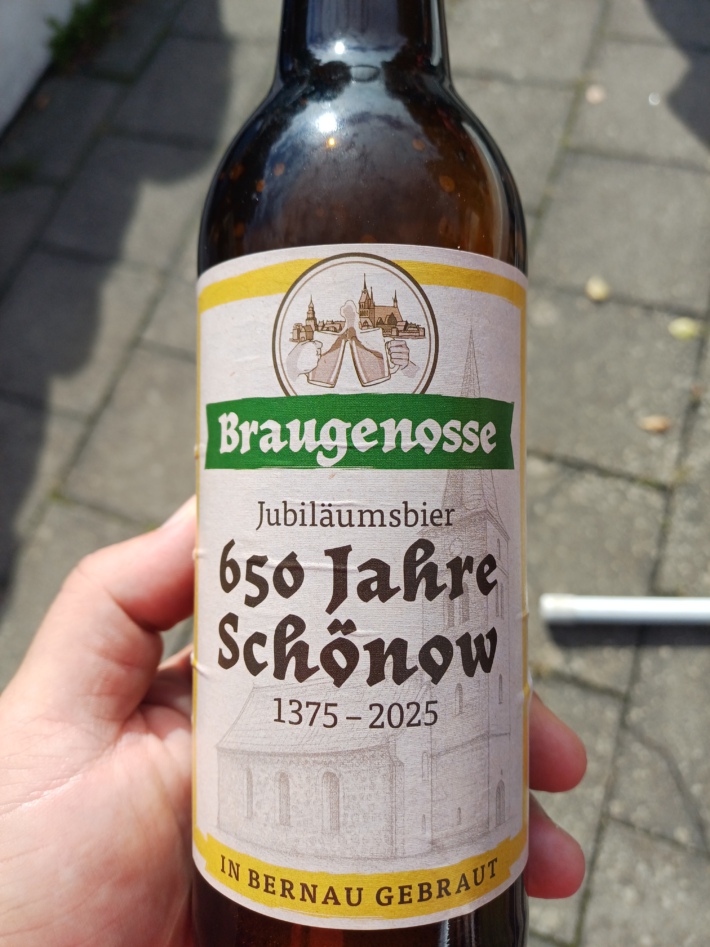 Braugenosse
Jubiläumsbier
650 Jahre
Schönow
1375 – 2025
IN BERNAU GEBRAUT